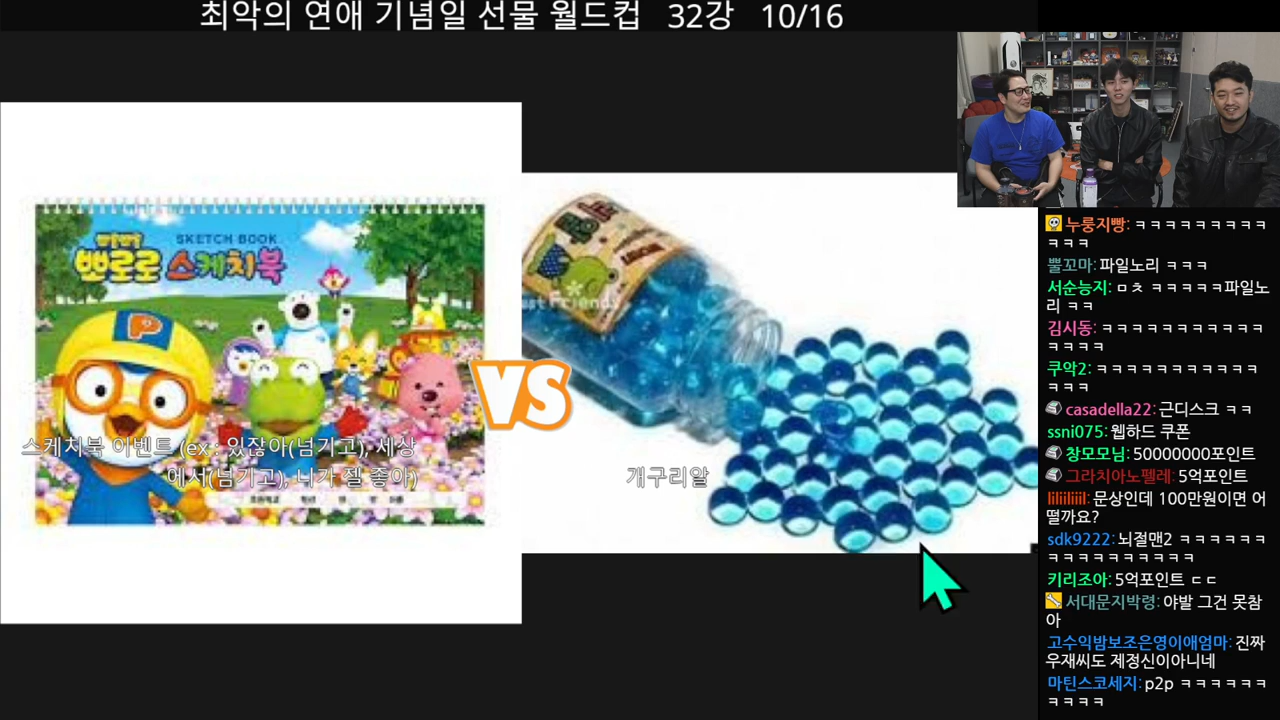 최악의 연애 기념일 선물 월드컵 32강 10/16
SKETCH BOOK
뽀로로 스케치북
P
VS
스케치북 이벤트 (ex : 있잖아(넘기고), 세상
에서(넘기고), 니가 젤 좋아)
개구리알
누룽지빵: ㅋㅋㅋㅋㅋㅋㅋㅋㅋ
ㅋㅋㅋ
뿔꼬마: 파일노리 ㅋㅋㅋ
서순능지: ㅁㅊ ㅋㅋㅋㅋㅋ파일노
리 ㅋㅋ
김시동: ㅋㅋㅋㅋㅋㅋㅋㅋㅋㅋㅋ
ㅋㅋㅋㅋ
쿠악2: ㅋㅋㅋㅋㅋㅋㅋㅋㅋㅋㅋ
ㅋㅋㅋ
casadella22: 근디스크 ㅋㅋ
ssni075: 웹하드 쿠폰
창모모님: 50000000포인트
그라치아노펠레: 5억포인트
liliiliiil: 문상인데 100만원이면 어
떨까요?
sdk9222: 뇌절맨2 ㅋㅋㅋㅋㅋㅋ
ㅋㅋㅋㅋㅋㅋㅋㅋㅋㅋ
키리조야: 5억포인트 ㄷㄷ
서대문지박령: 야발 그건 못참
아
고수익밤보조은영이애엄마: 진짜
우재씨도 제정신이아니네
마틴스코세지: p2p ㅋㅋㅋㅋㅋㅋ
ㅋㅋㅋㅋ